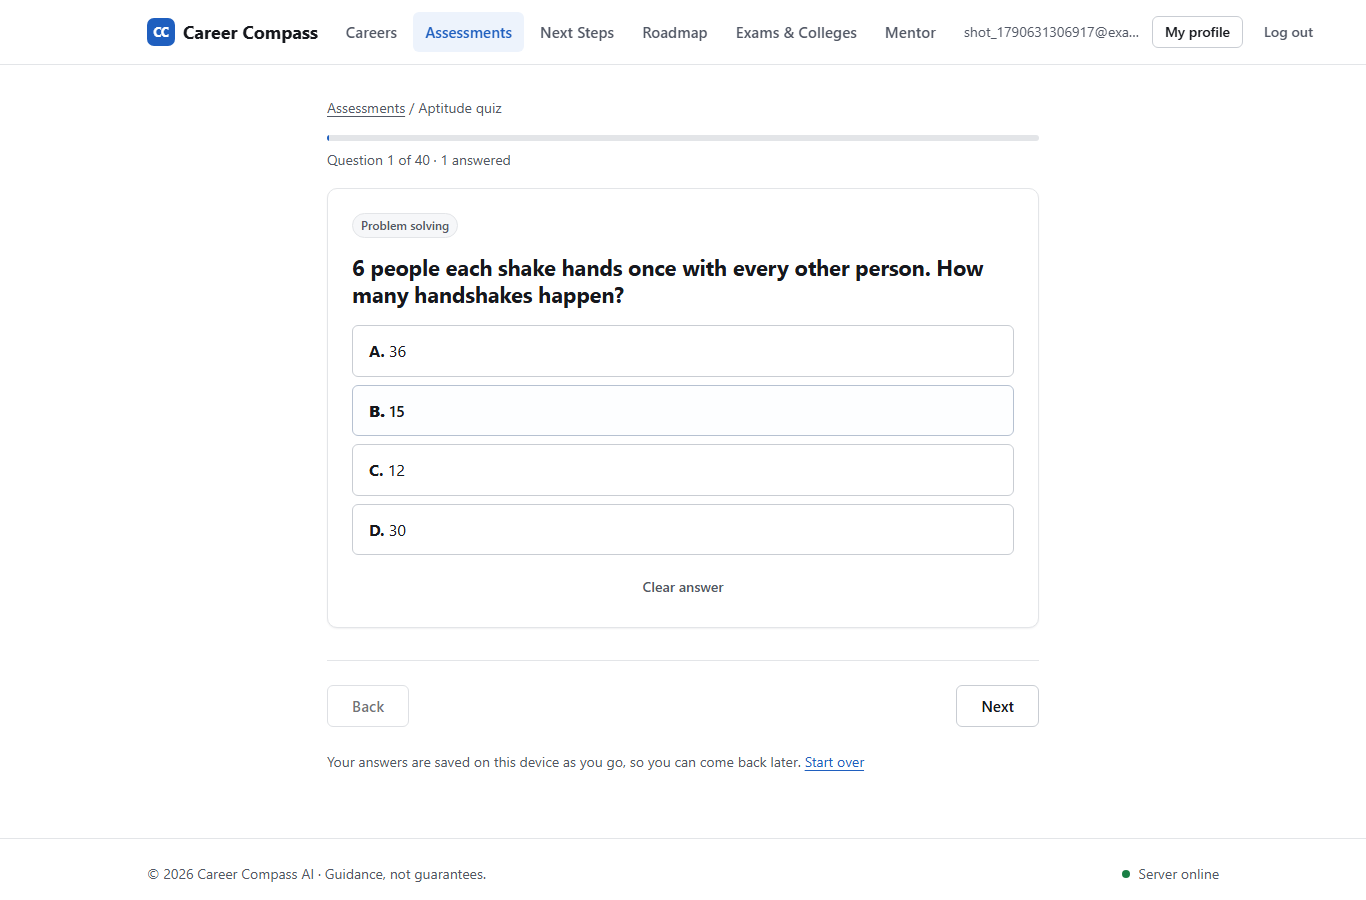 CC Career Compass Careers Assessments Next Steps Roadmap Exams & Colleges Mentor shot_1790631306917@exa... My profile Log out
Assessments / Aptitude quiz
Question 1 of 40 · 1 answered
Problem solving
6 people each shake hands once with every other person. How
many handshakes happen?
A. 36
B. 15
C. 12
D. 30
Clear answer
Back Next
Your answers are saved on this device as you go, so you can come back later. Start over
© 2026 Career Compass AI · Guidance, not guarantees. Server online